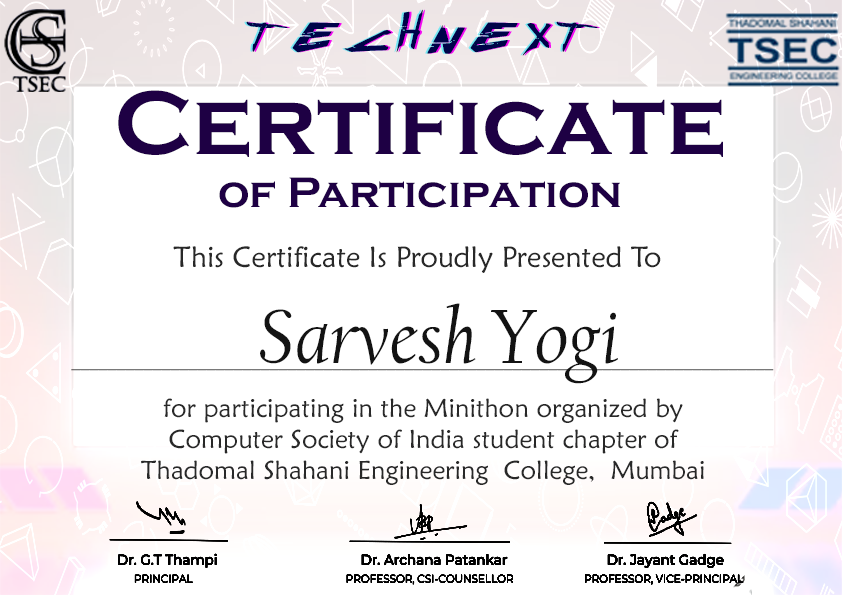 TECHNEXT
TSEC
THADOMAL SHAHANI
TSEC
ENGINEERING COLLEGE
CERTIFICATE
OF PARTICIPATION
This Certificate Is Proudly Presented To
Sarvesh Yogi
for participating in the Minithon organized by
Computer Society of India student chapter of
Thadomal Shahani Engineering College, Mumbai
Padge
Dr. G.T Thampi
Dr. Archana Patankar
Dr. Jayant Gadge
PRINCIPAL
PROFESSOR, CSI-COUNSELLOR
PROFESSOR, VICE-PRINCIPAL